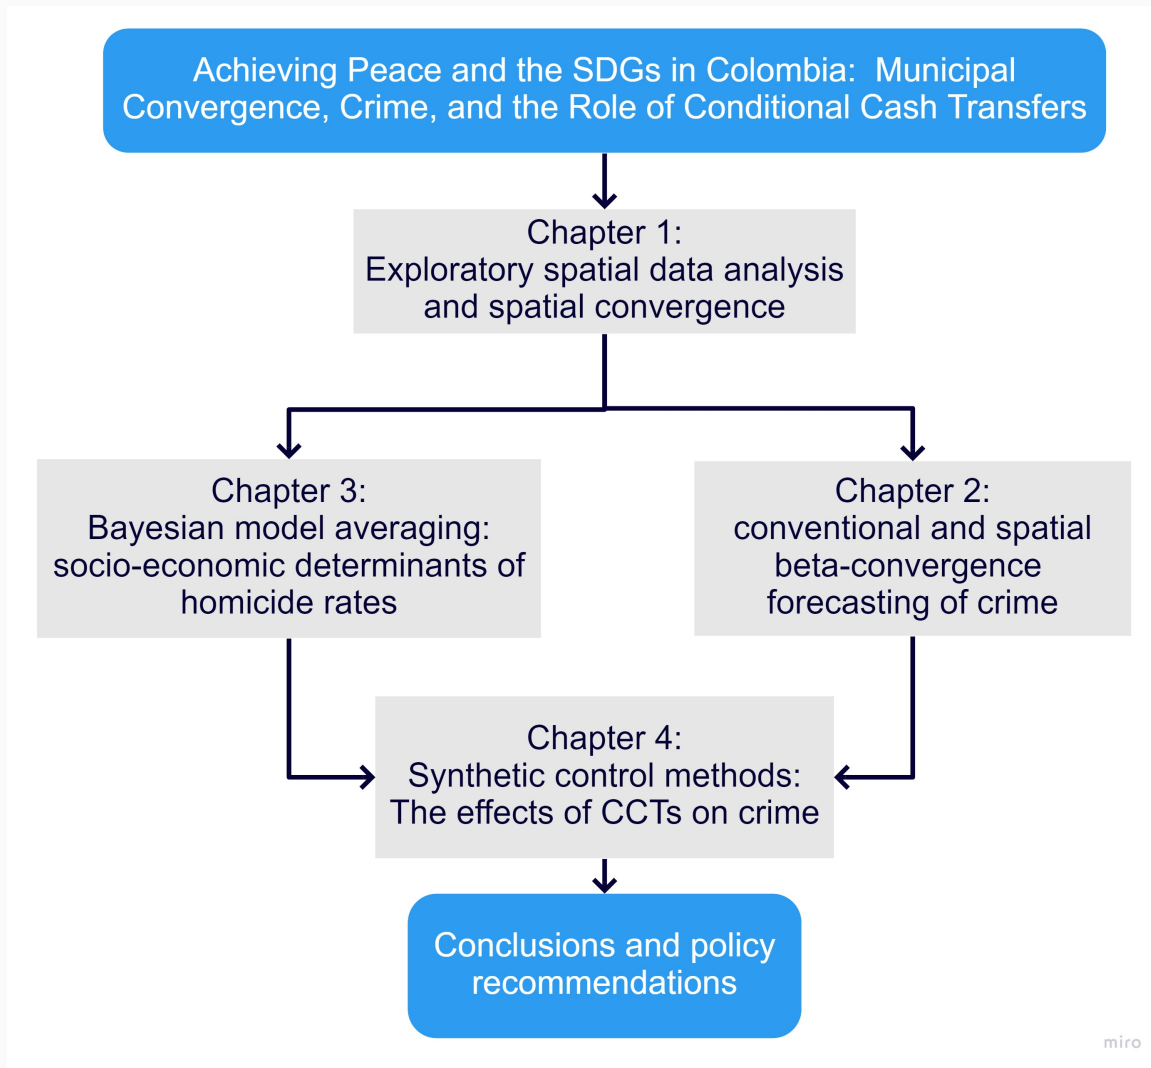 Achieving Peace and the SDGs in Colombia:  Municipal
Convergence, Crime, and the Role of Conditional Cash Transfers
Chapter 1:
Exploratory spatial data analysis
and spatial convergence
Chapter 3:
Bayesian model averaging:
socio-economic determinants of
homicide rates
Chapter 2:
conventional and spatial
beta-convergence
forecasting of crime
Chapter 4:
Synthetic control methods:
The effects of CCTs on crime
Conclusions and policy
recommendations
miro